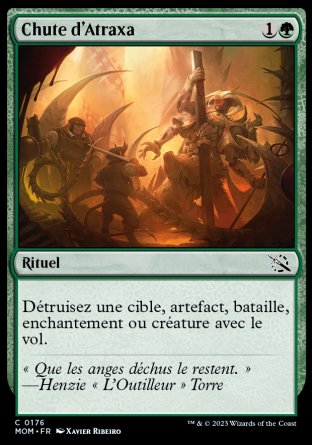 Chute d'Atraxa 1
Rituel
Détruisez une cible, artefact, bataille,
enchantement ou créature avec le
vol.
« Que les anges déchus le restent. »
—Henzie « L'Outilleur » Torre
C 0176
MOM • FR Xavier Ribeiro
™ & © 2023 Wizards of the Coast